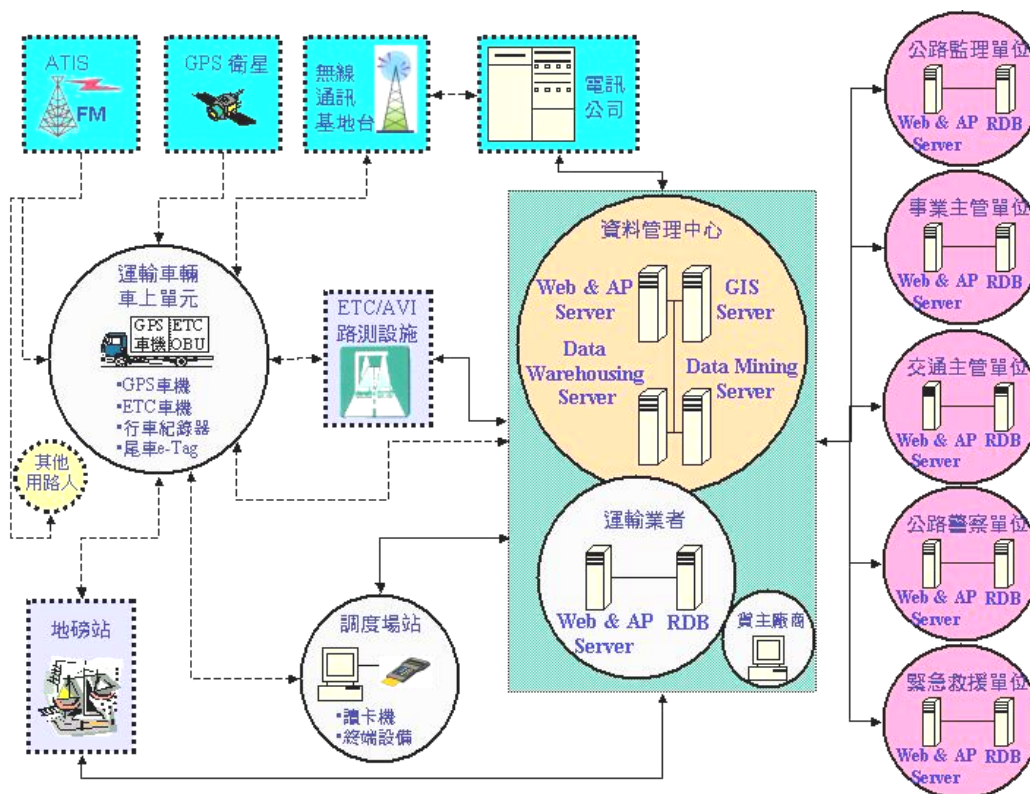 ATIS
FM
GPS 衛星
無線
通訊
基地台
電訊
公司
運輸車輛
車上單元
GPS
車機
ETC
OBU
▪GPS車機
▪ETC車機
▪行車紀錄器
▪尾車e-Tag
其他
用路人
ETC/AVI
路測設施
地磅站
調度場站
▪讀卡機
▪終端設備
資料管理中心
Web & AP
Server
GIS
Server
Data
Warehousing
Server
Data Mining
Server
運輸業者
Web & AP
Server
RDB
貨主廠商
公路監理單位
Web & AP
Server
RDB
事業主管單位
Web & AP
Server
RDB
交通主管單位
Web & AP
Server
RDB
公路警察單位
Web & AP
Server
RDB
緊急救援單位
Web & AP
Server
RDB